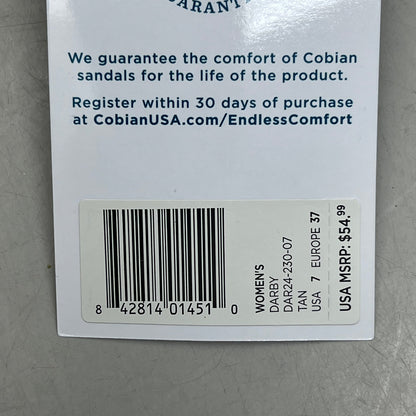 We guarantee the comfort of Cobian
sandals for the life of the product.
Register within 30 days of purchase
at CobianUSA.com/EndlessComfort
8 42814 01451 0
WOMEN'S
DARBY
DAR24-230-07
TAN
USA 7 EUROPE 37
USA MSRP: $54.99